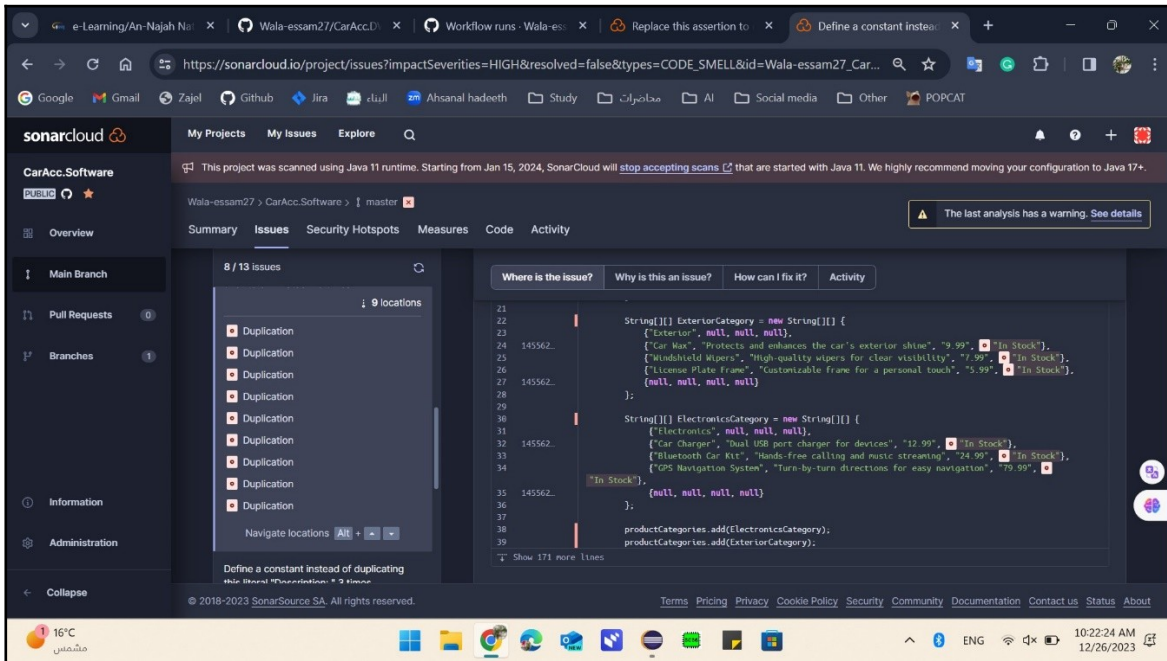 e-Learning/An-Najah Nat
Wala-essam27/CarAcc.D
Workflow runs · Wala-ess
Replace this assertion to
Define a constant instead
https://sonarcloud.io/project/issues?impactSeverities=HIGH&resolved=false&types=CODE_SMELL&id=Wala-essam27_Car...
Google
Gmail
Zajel
Github
Jira
البناء
zm Ahsanal hadeeth
Study
محاضرات
AI
Social media
Other
POPCAT
sonarcloud
My Projects
My Issues
Explore
CarAcc.Software
PUBLIC
This project was scanned using Java 11 runtime. Starting from Jan 15, 2024, SonarCloud will stop accepting scans that are started with Java 11. We highly recommend moving your configuration to Java 17+.
Wala-essam27 > CarAcc.Software > master
The last analysis has a warning. See details
Summary
Issues
Security Hotspots
Measures
Code
Activity
Overview
Main Branch
Pull Requests 0
Branches 1
Information
Administration
Collapse
8 / 13 issues
9 locations
Duplication
Duplication
Duplication
Duplication
Duplication
Duplication
Duplication
Duplication
Duplication
Navigate locations Alt +
Define a constant instead of duplicating
this literal "Description: " 3 times.
Where is the issue?
Why is this an issue?
How can I fix it?
Activity
21
22 String[][] ExteriorCategory = new String[][] {
23 {"Exterior", null, null, null},
24 145562… {"Car Wax", "Protects and enhances the car's exterior shine", "9.99", "In Stock"},
25 {"Windshield Wipers", "High-quality wipers for clear visibility", "7.99", "In Stock"},
26 {"License Plate Frame", "Customizable frame for a personal touch", "5.99", "In Stock"},
27 145562… {null, null, null, null}
28 };
29
30 String[][] ElectronicsCategory = new String[][] {
31 {"Electronics", null, null, null},
32 145562… {"Car Charger", "Dual USB port charger for devices", "12.99", "In Stock"},
33 {"Bluetooth Car Kit", "Hands-free calling and music streaming", "24.99", "In Stock"},
34 {"GPS Navigation System", "Turn-by-turn directions for easy navigation", "79.99",
"In Stock"},
35 145562… {null, null, null, null}
36 };
37
38 productCategories.add(ElectronicsCategory);
39 productCategories.add(ExteriorCategory);
Show 171 more lines
© 2018-2023 SonarSource SA. All rights reserved.
Terms Pricing Privacy Cookie Policy Security Community Documentation Contact us Status About
1
16°C
مشمس
NEW
ENG
10:22:24 AM
12/26/2023